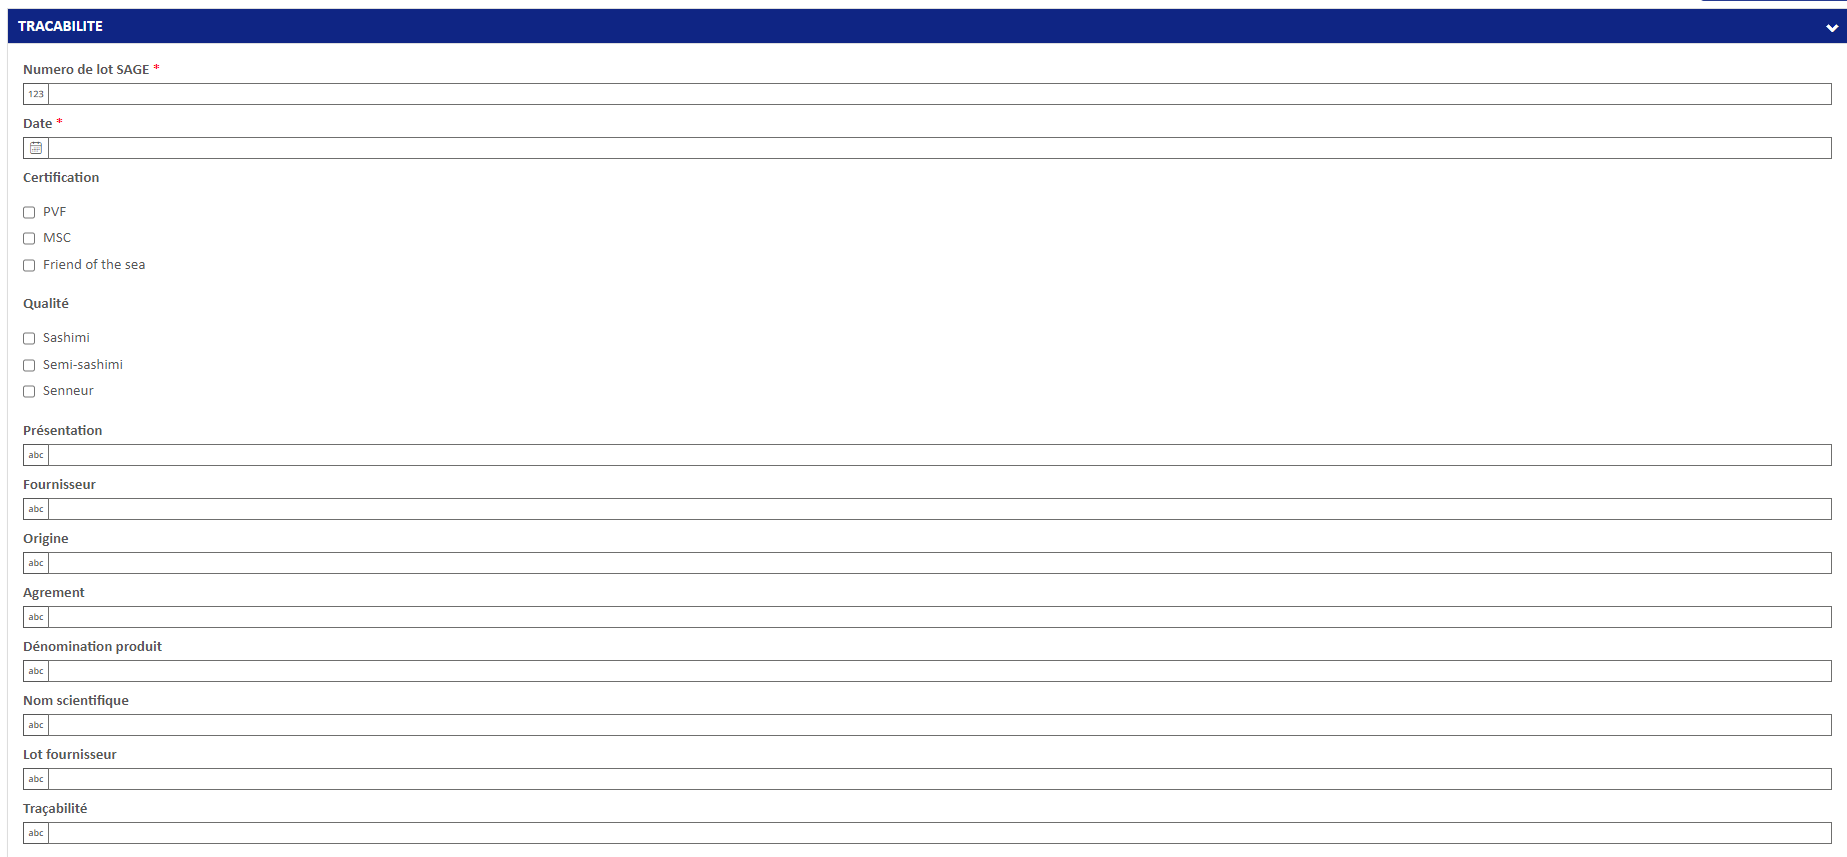 TRACABILITE
Numero de lot SAGE *
123
Date *
Certification
PVF
MSC
Friend of the sea
Qualité
Sashimi
Semi-sashimi
Senneur
Présentation
abc
Fournisseur
abc
Origine
abc
Agrement
abc
Dénomination produit
abc
Nom scientifique
abc
Lot fournisseur
abc
Traçabilité
abc